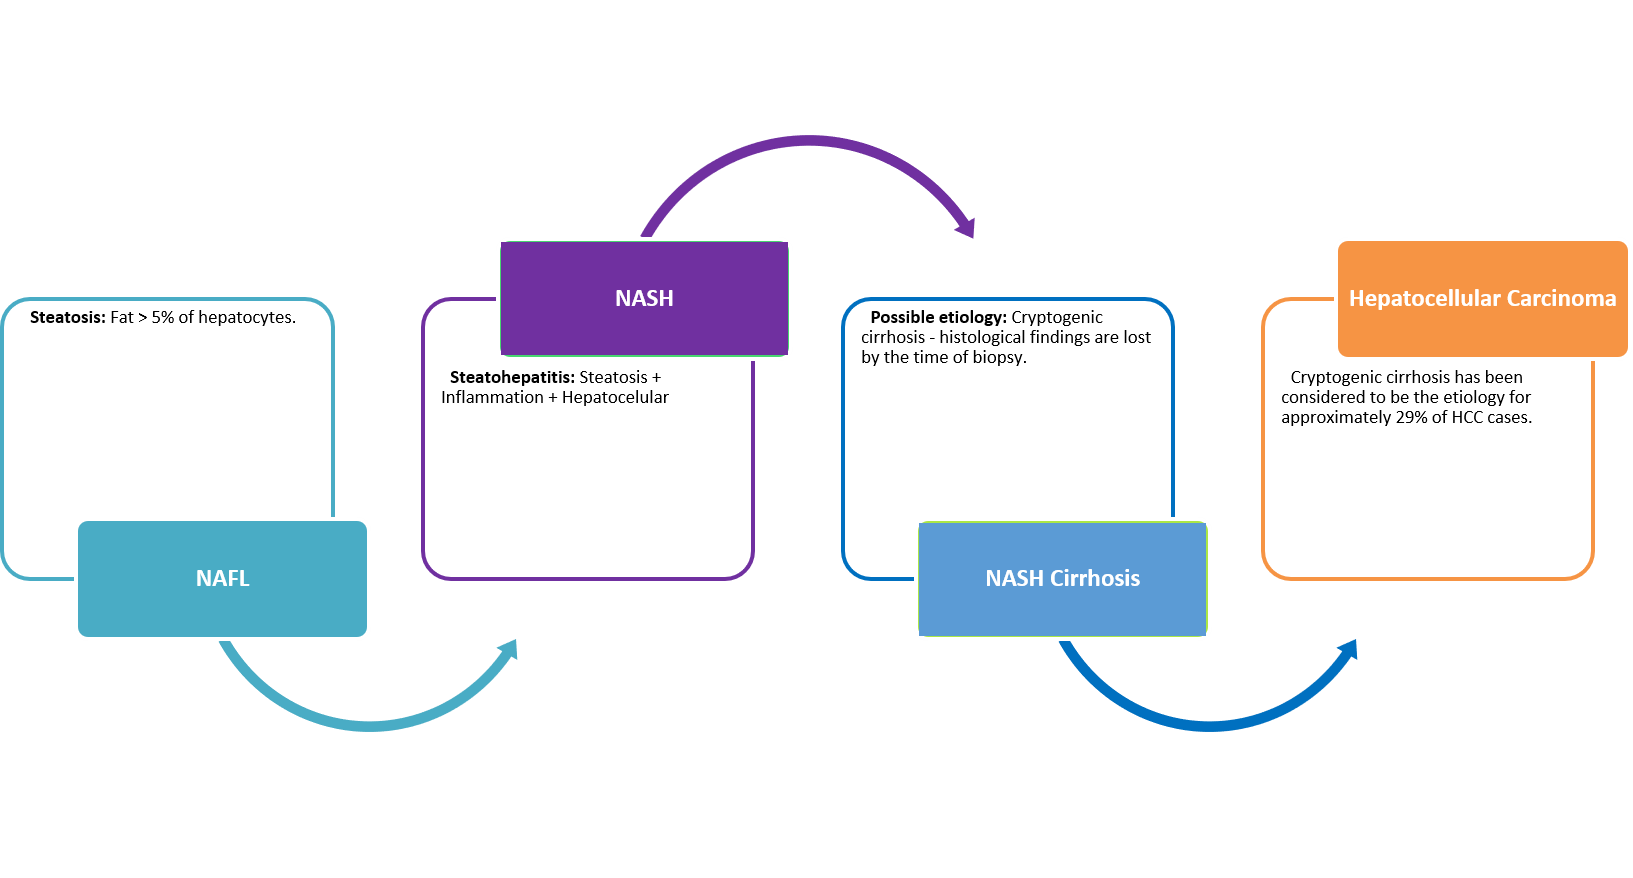 Steatosis: Fat > 5% of hepatocytes.
NAFL
NASH
Steatohepatitis: Steatosis +
Inflammation + Hepatocelular
Possible etiology: Cryptogenic
cirrhosis - histological findings are lost
by the time of biopsy.
NASH Cirrhosis
Hepatocellular Carcinoma
Cryptogenic cirrhosis has been
considered to be the etiology for
approximately 29% of HCC cases.